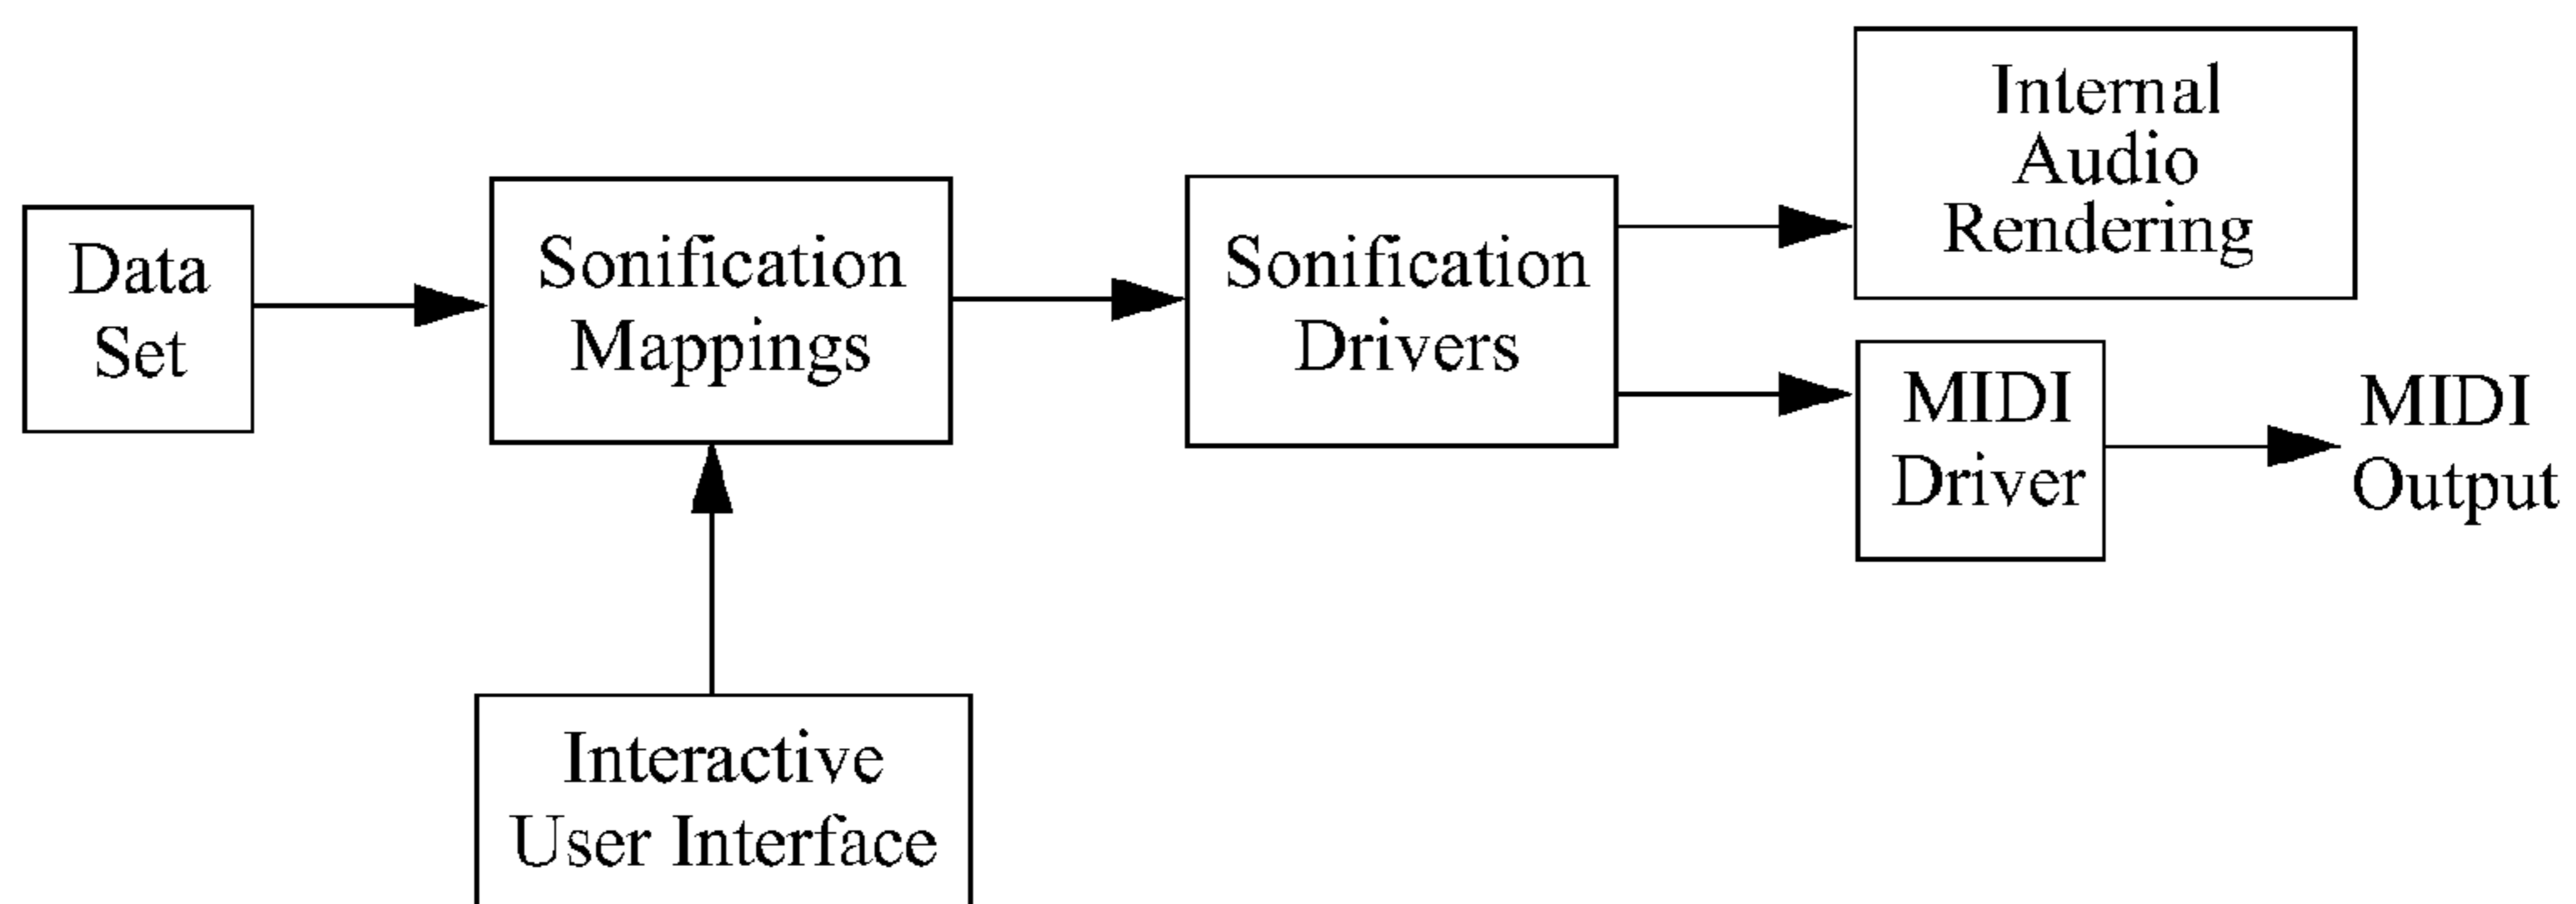 Data
Set
Sonification
Mappings
Sonification
Drivers
Internal
Audio
Rendering
MIDI
Driver
MIDI
Output
Interactive
User Interface